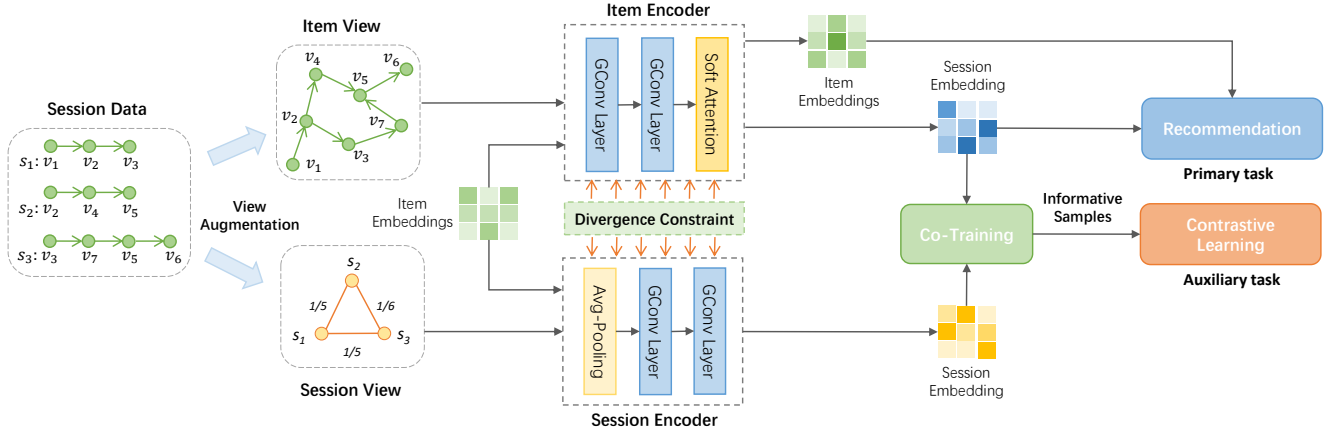 Session Data
s₁: v₁ v₂ v₃
s₂: v₂ v₄ v₅
s₃: v₃ v₇ v₅ v₆
View
Augmentation
Item View
v₄
v₆
v₅
v₂
v₇
v₃
v₁
s₂
1/5
1/6
s₁
s₃
1/5
Session View
Item
Embeddings
Item Encoder
GConv Layer
GConv Layer
Soft Attention
Divergence Constraint
Avg-Pooling
GConv Layer
GConv Layer
Session Encoder
Item
Embeddings
Session
Embedding
Recommendation
Primary task
Co-Training
Informative
Samples
Contrastive
Learning
Auxiliary task
Session
Embedding